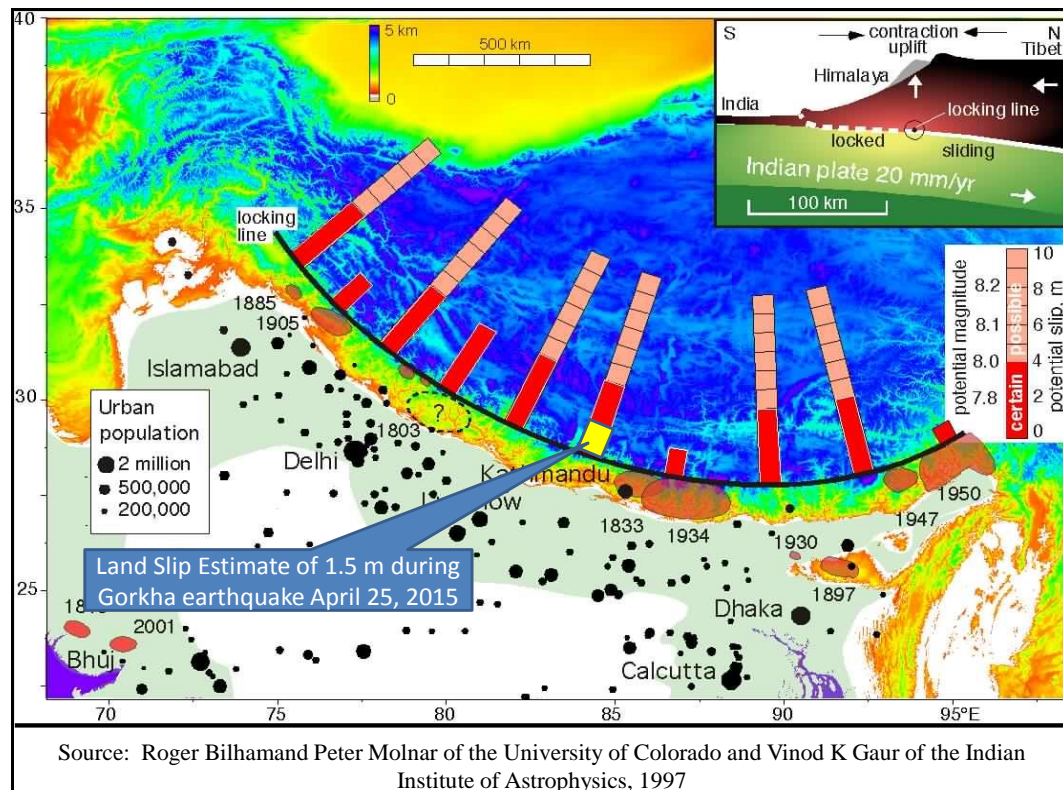 40
35
30
25
5 km
0
500 km
S
contraction
uplift
N
Tibet
Himalaya
India
locking line
locked
sliding
Indian plate 20 mm/yr
100 km
locking
line
1885
1905
Islamabad
Urban
population
2 million
500,000
200,000
?
1803
Delhi
1833
1934
1930
1947
1950
1897
Land Slip Estimate of 1.5 m during
Gorkha earthquake April 25, 2015
2001
Bhuj
Dhaka
Calcutta
potential magnitude
8.2
8.1
8.0
7.8
possible
certain
10
8
6
4
2
0
potential slip, m
70
75
80
85
90
95°E
Source: Roger Bilhamand Peter Molnar of the University of Colorado and Vinod K Gaur of the Indian
Institute of Astrophysics, 1997